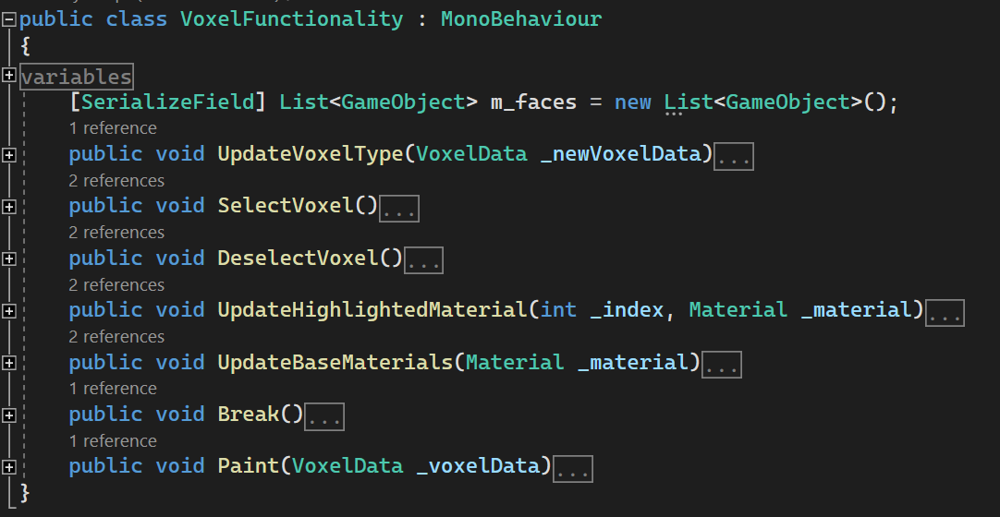 public class VoxelFunctionality : MonoBehaviour
{
variables
[SerializeField] List<GameObject> m_faces = new List<GameObject>();
1 reference
public void UpdateVoxelType(VoxelData _newVoxelData)...
2 references
public void SelectVoxel()...
2 references
public void DeselectVoxel()...
2 references
public void UpdateHighlightedMaterial(int _index, Material _material)...
2 references
public void UpdateBaseMaterials(Material _material)...
1 reference
public void Break()...
1 reference
public void Paint(VoxelData _voxelData)...
}